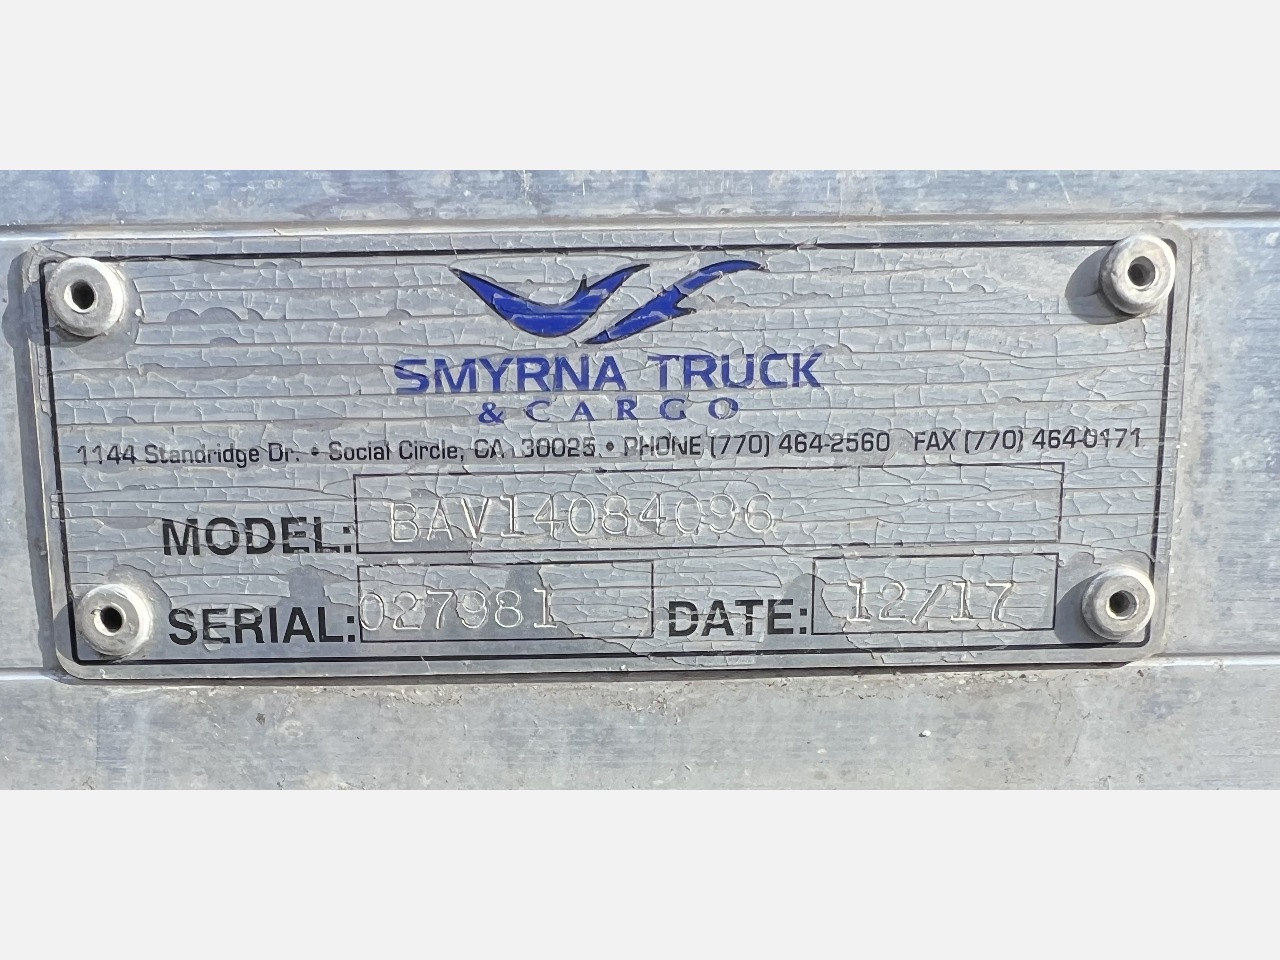 SMYRNA TRUCK
& CARGO
1144 Standridge Dr. • Social Circle, GA 30025 • PHONE (770) 464-2560 FAX (770) 464-0171
MODEL: BAV14084096
SERIAL: 027981 DATE: 12/17